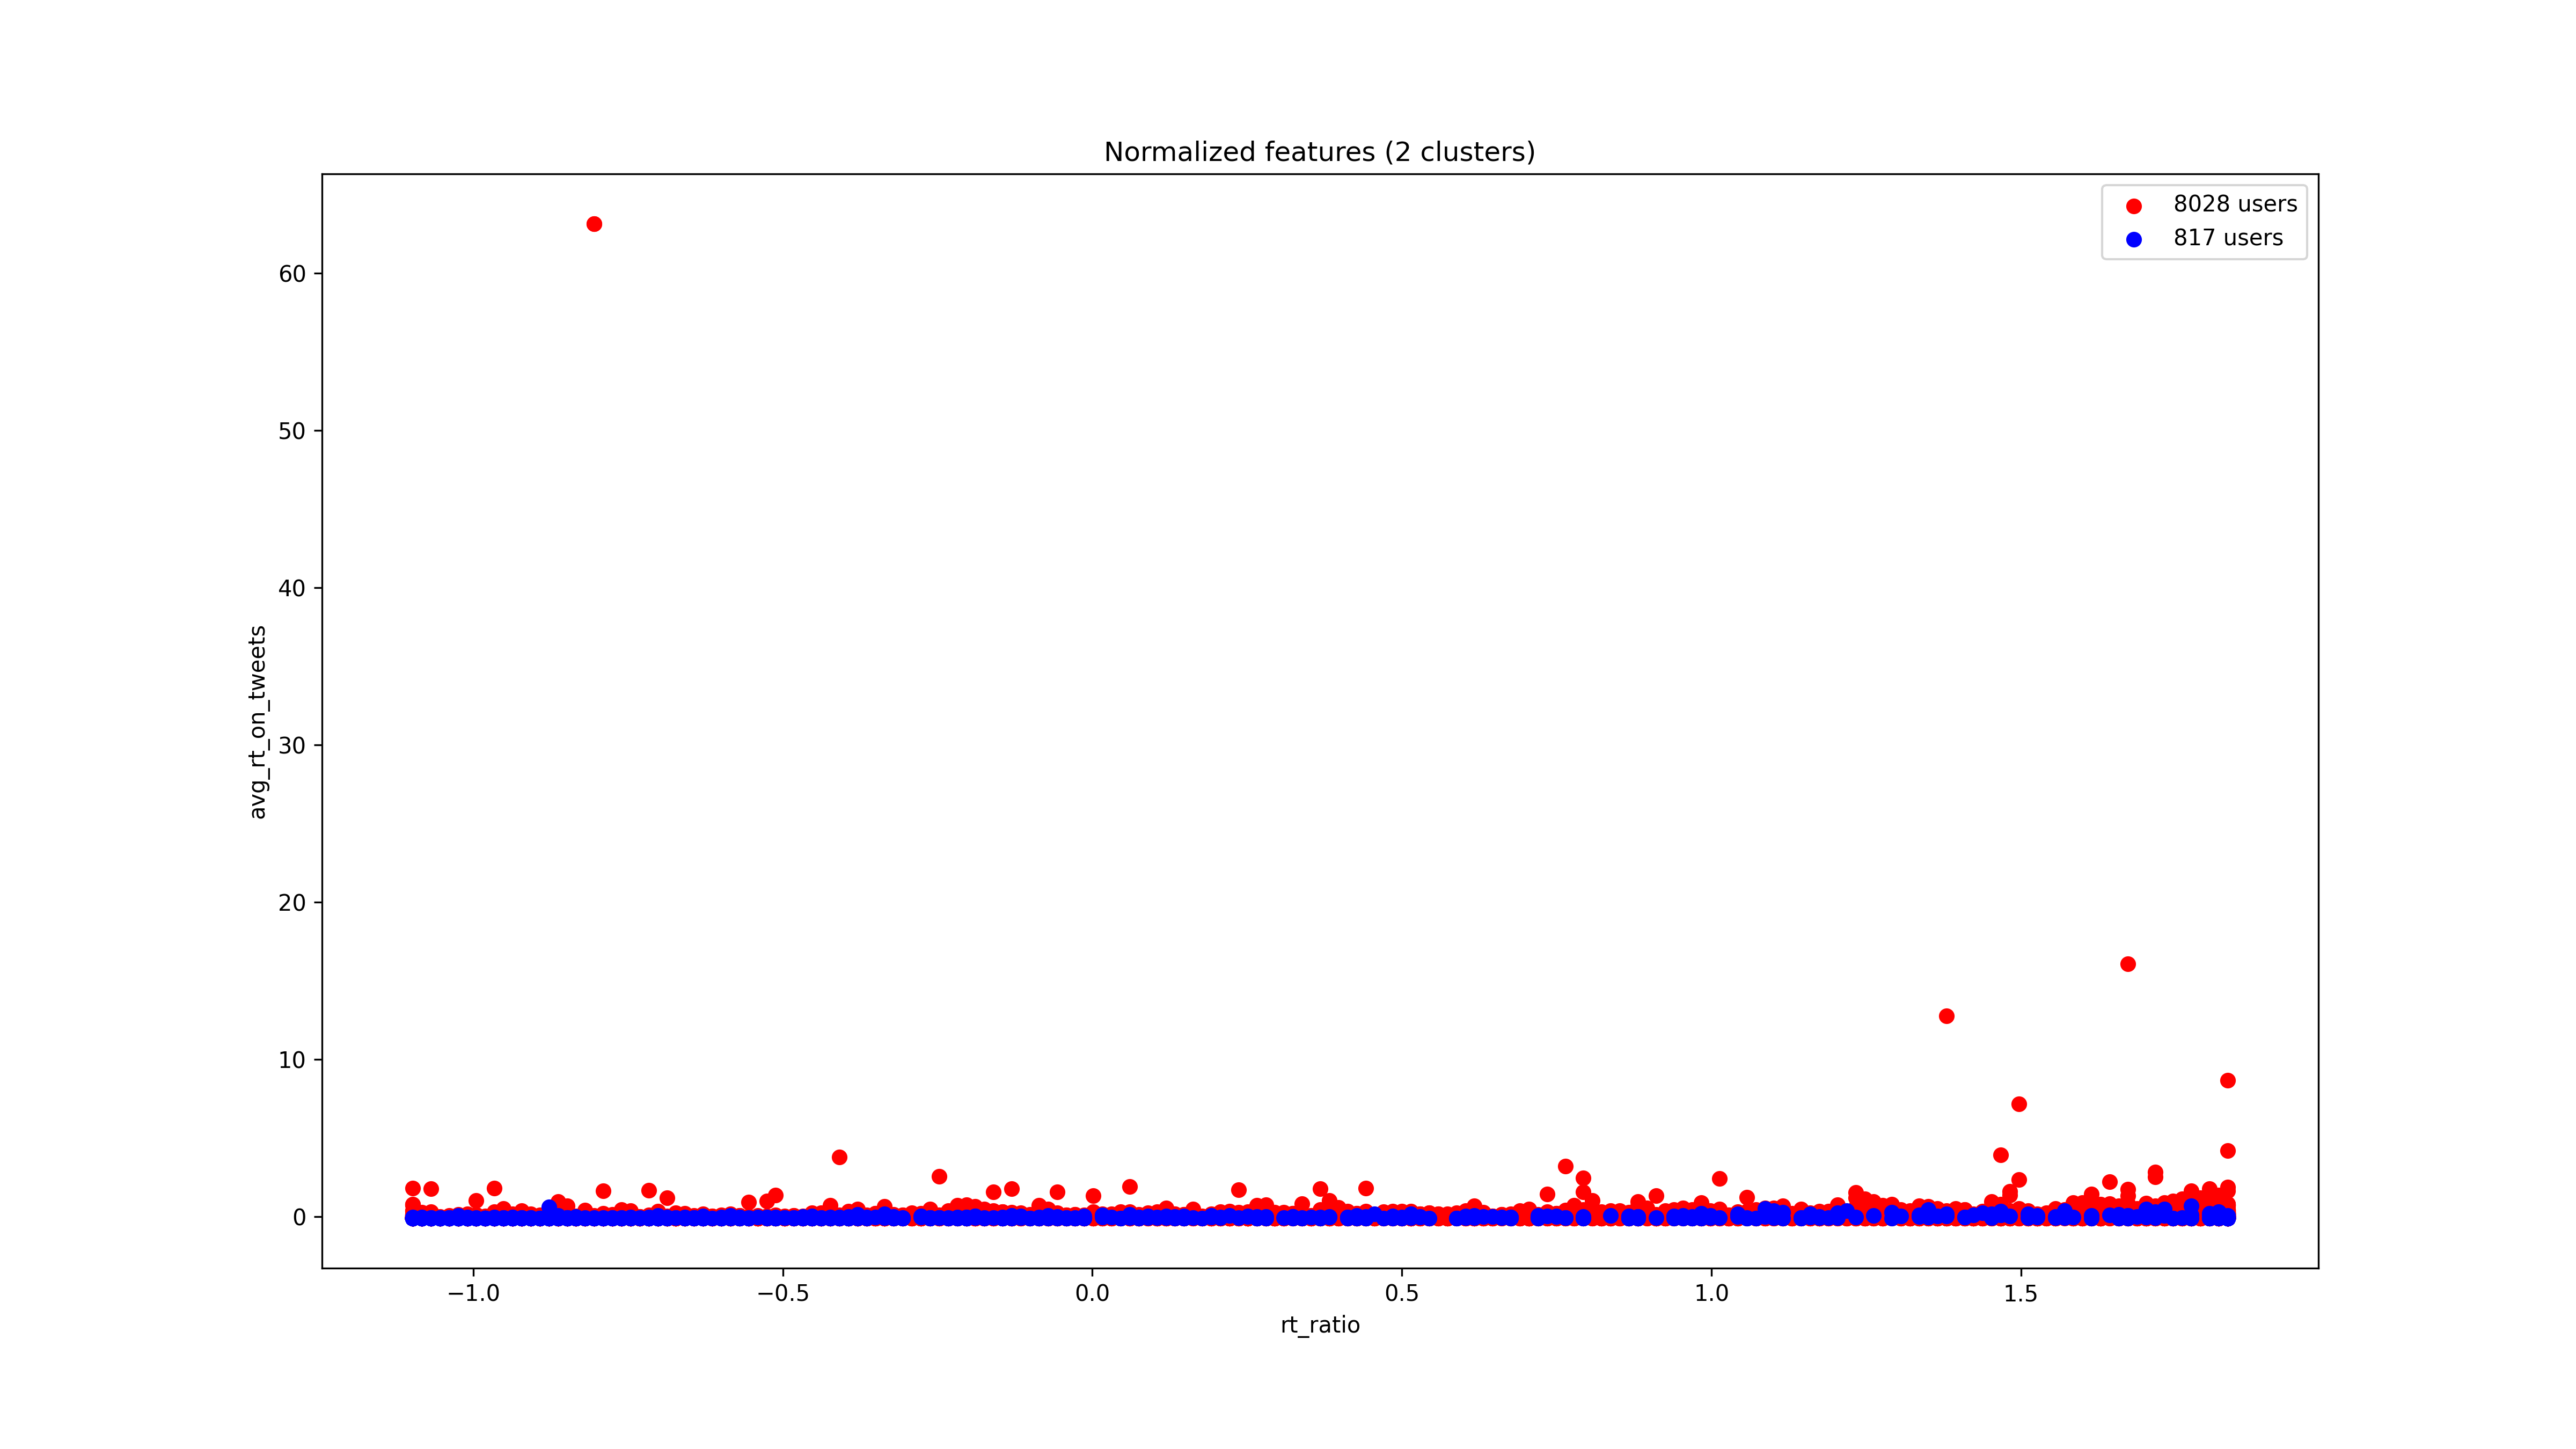 Normalized features (2 clusters)
8028 users
817 users
avg_rt_on_tweets
60
50
40
30
20
10
0
−1.0
−0.5
0.0
0.5
1.0
1.5
rt_ratio